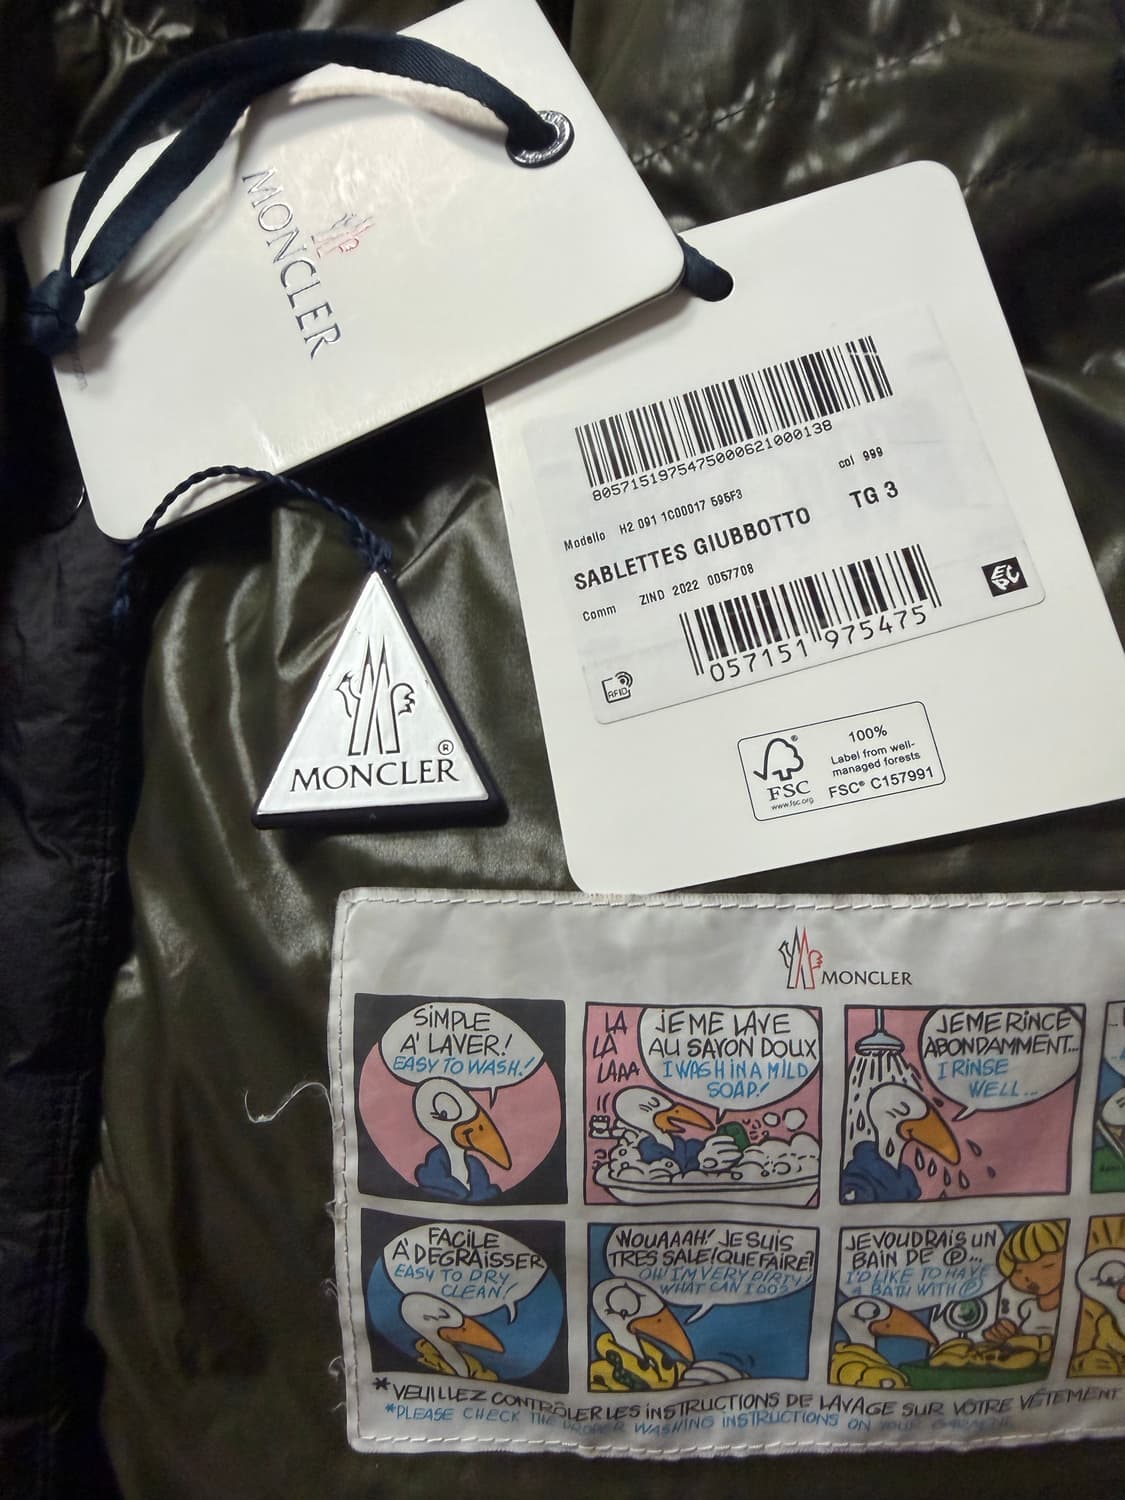 MONCLER
80571519754750006210001 38
col 999
Modello H2 091 1C00017 595F3
SABLETTES GIUBBOTTO TG 3
Comm ZIND 2022 0057708
057151 975475
RFID
EPC
100%
Label from well-
managed forests
FSC
www.fsc.org
FSC® C157991
®
MONCLER
MONCLER
SIMPLE
A' LAVER!
EASY TO WASH!
LA
LA
LAAA
JE ME LAVE
AU SAVON DOUX
I WASH IN A MILD
SOAP!
JE ME RINCE
ABONDAMMENT...
I RINSE
WELL...
FACILE
A' DEGRAISSER
EASY TO DRY
CLEAN!
WOUAAAH! JE SUIS
TRES SALE! QUE FAIRE?
OH! I'M VERY DIRTY!
WHAT CAN I DO?
JE VOUDRAIS UN
BAIN DE Ⓟ...
I'D LIKE TO HAVE
A BATH WITH Ⓟ
*VEUILLEZ CONTRÔLER LES INSTRUCTIONS DE LAVAGE SUR VOTRE VÊTEMENT
*PLEASE CHECK THE PROPER WASHING INSTRUCTIONS ON YOUR GARMENT